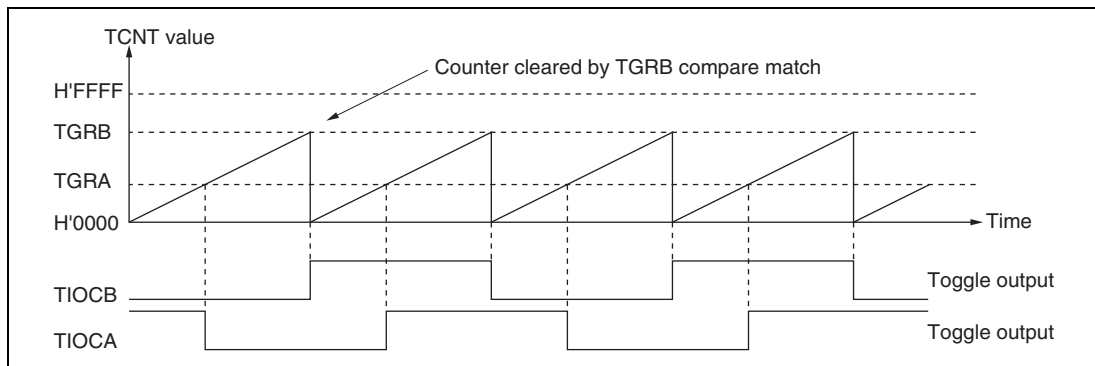 TCNT value
Counter cleared by TGRB compare match
H'FFFF
TGRB
TGRA
H'0000
Time
TIOCB
Toggle output
TIOCA
Toggle output